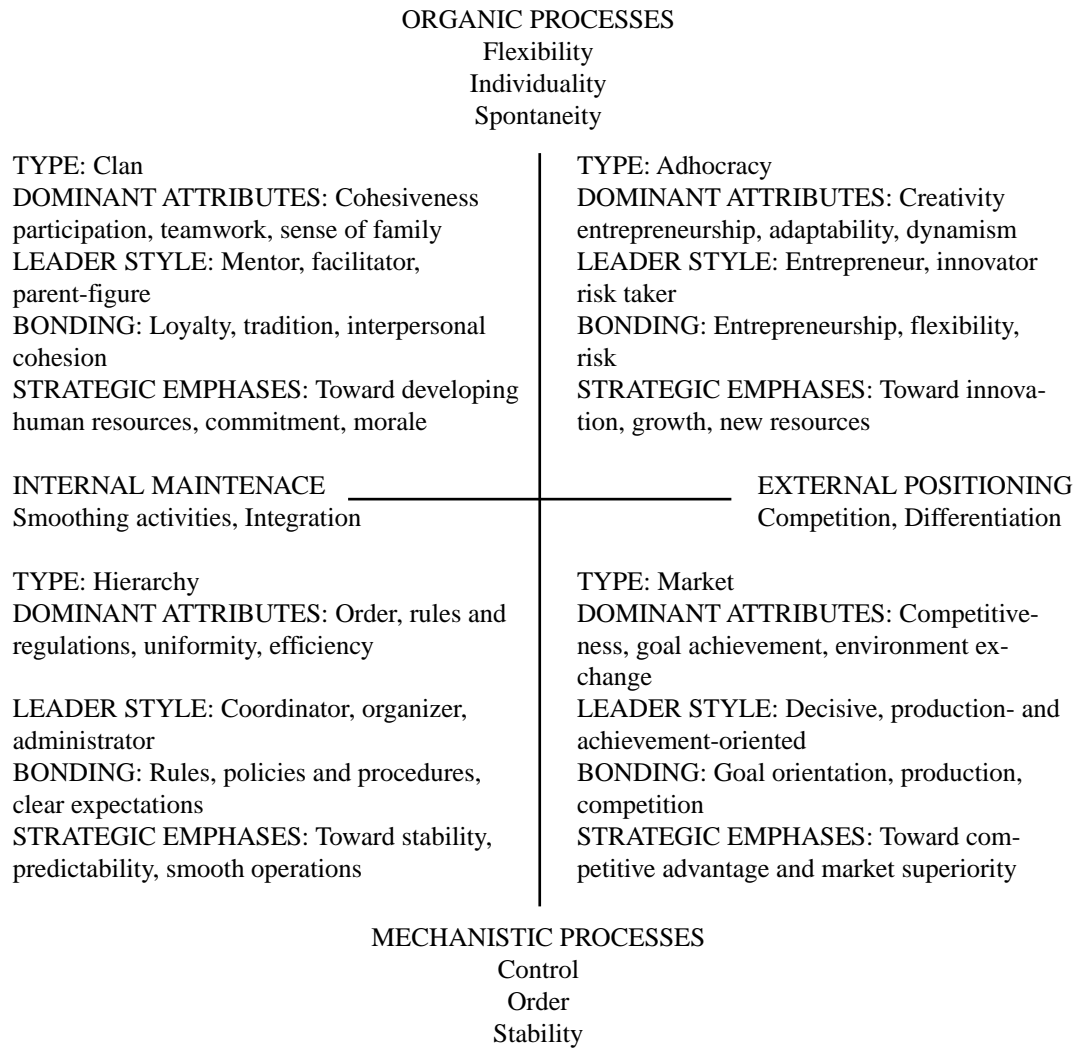 ORGANIC PROCESSES
Flexibility
Individuality
Spontaneity
TYPE: Clan
DOMINANT ATTRIBUTES: Cohesiveness
participation, teamwork, sense of family
LEADER STYLE: Mentor, facilitator,
parent-figure
BONDING: Loyalty, tradition, interpersonal
cohesion
STRATEGIC EMPHASES: Toward developing
human resources, commitment, morale
TYPE: Adhocracy
DOMINANT ATTRIBUTES: Creativity
entrepreneurship, adaptability, dynamism
LEADER STYLE: Entrepreneur, innovator
risk taker
BONDING: Entrepreneurship, flexibility,
risk
STRATEGIC EMPHASES: Toward innova-
tion, growth, new resources
INTERNAL MAINTENACE
Smoothing activities, Integration
EXTERNAL POSITIONING
Competition, Differentiation
TYPE: Hierarchy
DOMINANT ATTRIBUTES: Order, rules and
regulations, uniformity, efficiency
LEADER STYLE: Coordinator, organizer,
administrator
BONDING: Rules, policies and procedures,
clear expectations
STRATEGIC EMPHASES: Toward stability,
predictability, smooth operations
TYPE: Market
DOMINANT ATTRIBUTES: Competitive-
ness, goal achievement, environment ex-
change
LEADER STYLE: Decisive, production- and
achievement-oriented
BONDING: Goal orientation, production,
competition
STRATEGIC EMPHASES: Toward com-
petitive advantage and market superiority
MECHANISTIC PROCESSES
Control
Order
Stability